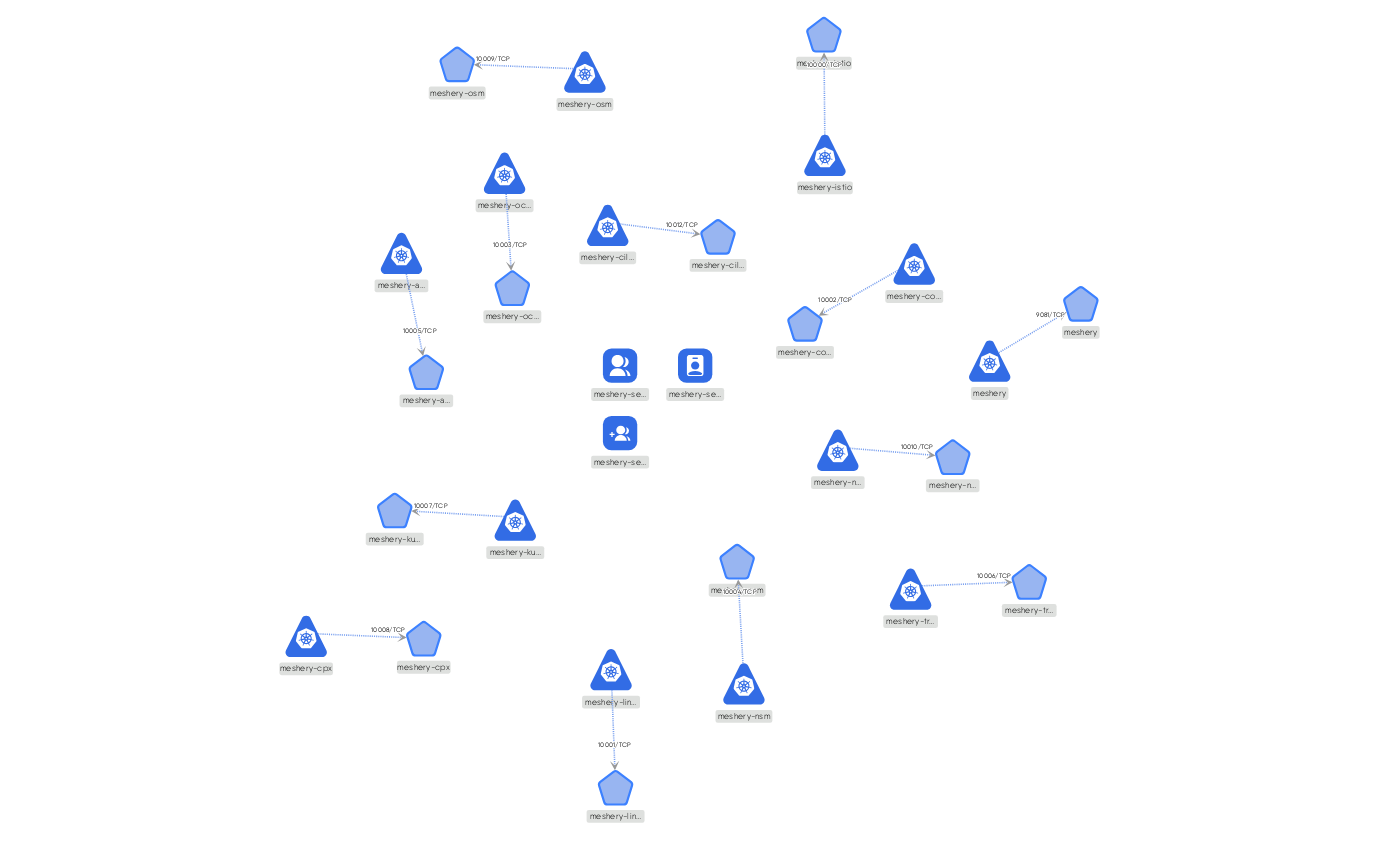 10009/TCP
meshery-osm
meshery-osm
10000/TCP
meshery-istio
meshery-oc...
10003/TCP
meshery-oc...
10012/TCP
meshery-cil...
meshery-cil...
meshery-a...
10005/TCP
meshery-a...
meshery-co...
10002/TCP
meshery-co...
9081/TCP
meshery
meshery
meshery-se...
meshery-se...
meshery-se...
10010/TCP
meshery-n...
meshery-n...
10007/TCP
meshery-ku...
meshery-ku...
10004/TCP
meshery-nsm
10006/TCP
meshery-tr...
meshery-tr...
10008/TCP
meshery-cpx
meshery-cpx
meshery-lin...
10001/TCP
meshery-lin...